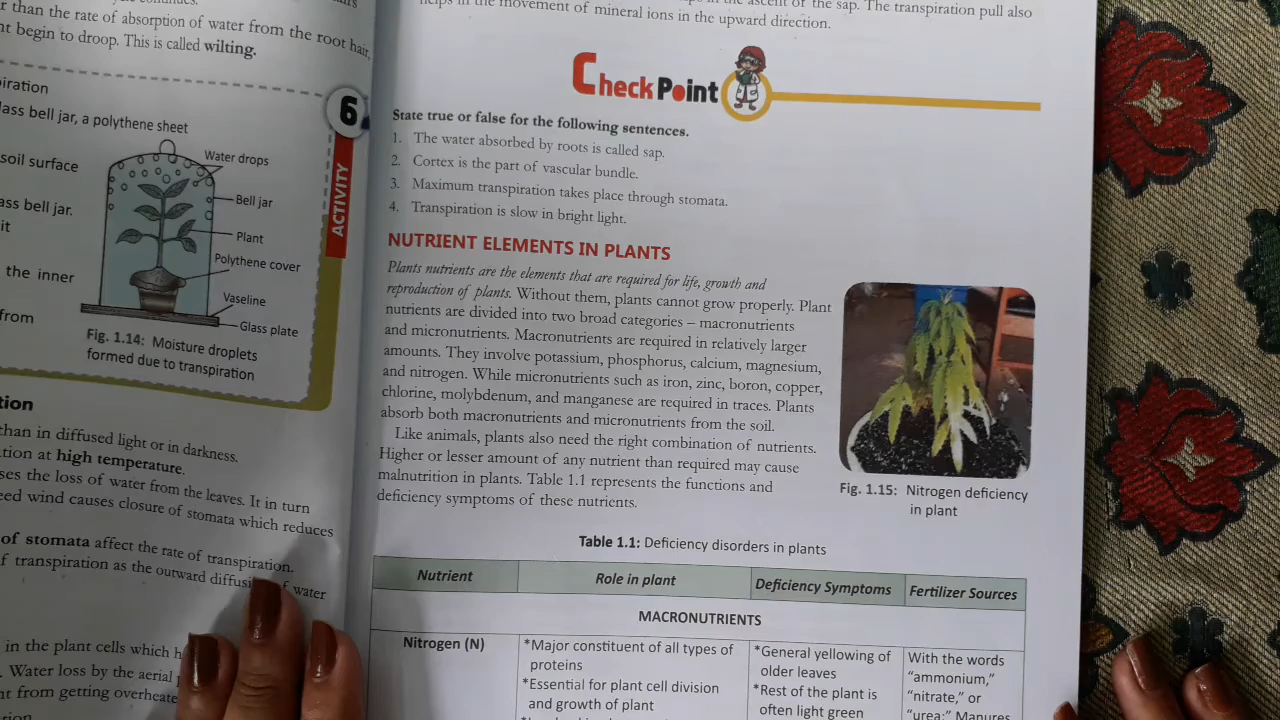 r than the rate of absorption of water from the root hair,
nt begin to droop. This is called wilting.
piration
lass bell jar, a polythene sheet
soil surface
ass bell jar.
it
the inner
from
6
ACTIVITY
Water drops
Bell jar
Plant
Polythene cover
Vaseline
Glass plate
Fig. 1.14: Moisture droplets
formed due to transpiration
tion
than in diffused light or in darkness.
ation at high temperature.
ses the loss of water from the leaves. It in turn
eed wind causes closure of stomata which reduces
of stomata affect the rate of transpiration.
f transpiration as the outward diffusi f water
in the plant cells which h
. Water loss by the aerial
nt from getting overheate
in the ascent of the sap. The transpiration pull also
helps in the movement of mineral ions in the upward direction.
CheckPoint
State true or false for the following sentences.
1. The water absorbed by roots is called sap.
2. Cortex is the part of vascular bundle.
3. Maximum transpiration takes place through stomata.
4. Transpiration is slow in bright light.
NUTRIENT ELEMENTS IN PLANTS
Plants nutrients are the elements that are required for life, growth and
reproduction of plants. Without them, plants cannot grow properly. Plant
nutrients are divided into two broad categories – macronutrients
and micronutrients. Macronutrients are required in relatively larger
amounts. They involve potassium, phosphorus, calcium, magnesium,
and nitrogen. While micronutrients such as iron, zinc, boron, copper,
chlorine, molybdenum, and manganese are required in traces. Plants
absorb both macronutrients and micronutrients from the soil.
Like animals, plants also need the right combination of nutrients.
Higher or lesser amount of any nutrient than required may cause
malnutrition in plants. Table 1.1 represents the functions and
deficiency symptoms of these nutrients.
Fig. 1.15: Nitrogen deficiency
in plant
Table 1.1: Deficiency disorders in plants
Nutrient Role in plant Deficiency Symptoms Fertilizer Sources
MACRONUTRIENTS
Nitrogen (N)
*Major constituent of all types of
proteins
*Essential for plant cell division
and growth of plant
*General yellowing of
older leaves
*Rest of the plant is
often light green
With the words
"ammonium,"
"nitrate," or
"urea;" Manures